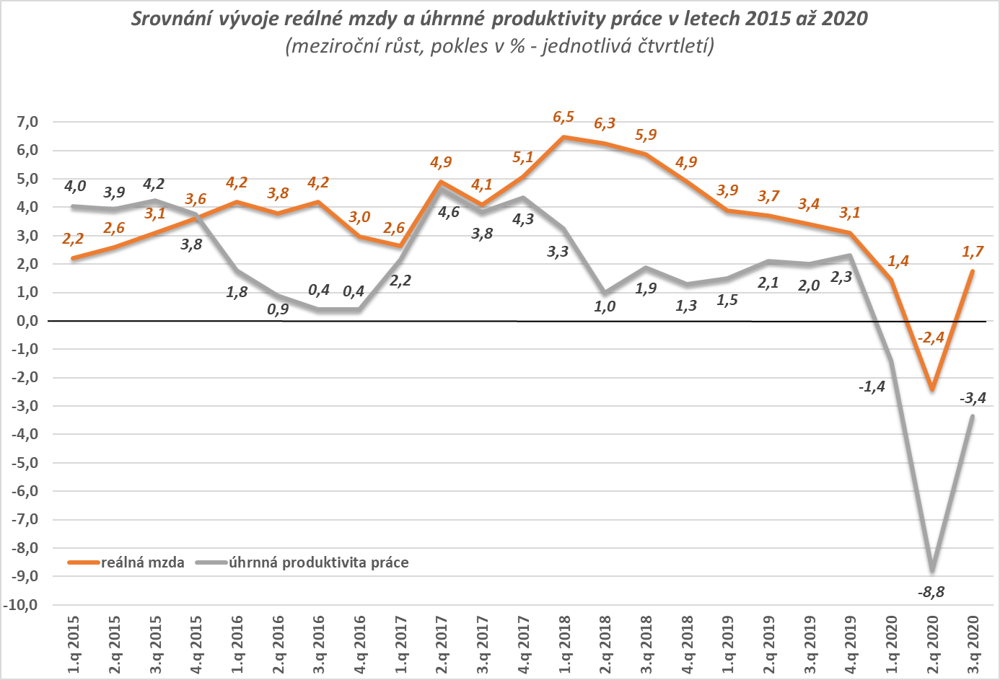 Srovnání vývoje reálné mzdy a úhrnné produktivity práce v letech 2015 až 2020
(meziroční růst, pokles v % - jednotlivá čtvrtletí)
7,0
6,0
5,0
4,0
3,0
2,0
1,0
0,0
-1,0
-2,0
-3,0
-4,0
-5,0
-6,0
-7,0
-8,0
-9,0
-10,0
2,2
2,6
3,1
3,6
4,2
3,8
4,2
3,0
2,6
4,9
4,1
5,1
6,5
6,3
5,9
4,9
3,9
3,7
3,4
3,1
1,4
-2,4
1,7
4,0
3,9
4,2
3,8
1,8
0,9
0,4
0,4
2,2
4,6
3,8
4,3
3,3
1,0
1,9
1,3
1,5
2,1
2,0
2,3
-1,4
-8,8
-3,4
reálná mzda
úhrnná produktivita práce
1.q 2015
2.q 2015
3.q 2015
4.q 2015
1.q 2016
2.q 2016
3.q 2016
4.q 2016
1.q 2017
2.q 2017
3.q 2017
4.q 2017
1.q 2018
2.q 2018
3.q 2018
4.q 2018
1.q 2019
2.q 2019
3.q 2019
4.q 2019
1.q 2020
2.q 2020
3.q 2020